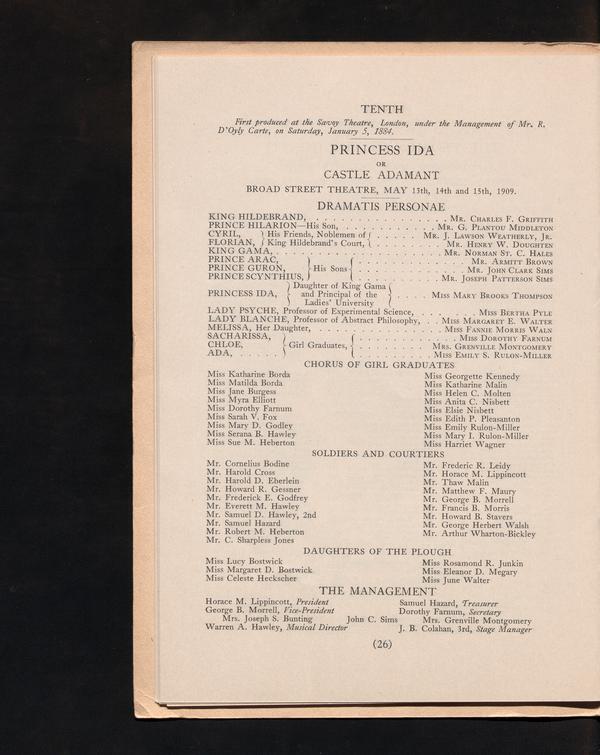 TENTH
First produced at the Savoy Theatre, London, under the Management of Mr. R.
D'Oyly Carte, on Saturday, January 5, 1884.
PRINCESS IDA
OR
CASTLE ADAMANT
BROAD STREET THEATRE, MAY 13th, 14th and 15th, 1909.
DRAMATIS PERSONAE
KING HILDEBRAND, . . . . . . . . . . . . . . . . . Mr. Charles F. Griffith
PRINCE HILARION—His Son, . . . . . . . . . . . . . Mr. G. Plantou Middleton
CYRIL, } His Friends, Noblemen of { . . . . . . Mr. J. Lawson Weatherly, Jr.
FLORIAN, } King Hildebrand's Court, { . . . . . . . Mr. Henry W. Doughten
KING GAMA, . . . . . . . . . . . . . . . . . . . . Mr. Norman St. C. Hales
PRINCE ARAC, } { . . . . . . . . . . . Mr. Armitt Brown
PRINCE GURON, } His Sons { . . . . . . . . . . . Mr. John Clark Sims
PRINCE SCYNTHIUS, } { . . . . . . . . . Mr. Joseph Patterson Sims
PRINCESS IDA, } Daughter of King Gama and Principal of the Ladies' University { . . . . Miss Mary Brooks Thompson
LADY PSYCHE, Professor of Experimental Science, . . . . Miss Bertha Pyle
LADY BLANCHE, Professor of Abstract Philosophy, . . Miss Margaret E. Walter
MELISSA, Her Daughter, . . . . . . . . . . . . . . Miss Fannie Morris Waln
SACHARISSA, } { . . . . . . . . . . . Miss Dorothy Farnum
CHLOE, } Girl Graduates, { . . . . . . . Mrs. Grenville Montgomery
ADA, . . . . . } { . . . . . . . . Miss Emily S. Rulon-Miller
CHORUS OF GIRL GRADUATES
Miss Katharine Borda
Miss Matilda Borda
Miss Jane Burgess
Miss Myra Elliott
Miss Dorothy Farnum
Miss Sarah V. Fox
Miss Mary D. Godley
Miss Serana B. Hawley
Miss Sue M. Heberton
Miss Georgette Kennedy
Miss Katharine Malin
Miss Helen C. Molten
Miss Anita C. Nisbett
Miss Elsie Nisbett
Miss Edith P. Pleasanton
Miss Emily Rulon-Miller
Miss Mary I. Rulon-Miller
Miss Harriet Wagner
SOLDIERS AND COURTIERS
Mr. Cornelius Bodine
Mr. Harold Cross
Mr. Harold D. Eberlein
Mr. Howard R. Gessner
Mr. Frederick E. Godfrey
Mr. Everett M. Hawley
Mr. Samuel D. Hawley, 2nd
Mr. Samuel Hazard
Mr. Robert M. Heberton
Mr. C. Sharpless Jones
Mr. Frederic R. Leidy
Mr. Horace M. Lippincott
Mr. Thaw Malin
Mr. Matthew F. Maury
Mr. George B. Morrell
Mr. Francis B. Morris
Mr. Howard B. Stavers
Mr. George Herbert Walsh
Mr. Arthur Wharton-Bickley
DAUGHTERS OF THE PLOUGH
Miss Lucy Bostwick
Miss Margaret D. Bostwick
Miss Celeste Heckscher
Miss Rosamond R. Junkin
Miss Eleanor D. Megary
Miss June Walter
THE MANAGEMENT
Horace M. Lippincott, President Samuel Hazard, Treasurer
George B. Morrell, Vice-President Dorothy Farnum, Secretary
Mrs. Joseph S. Bunting John C. Sims Mrs. Grenville Montgomery
Warren A. Hawley, Musical Director J. B. Colahan, 3rd, Stage Manager
(26)